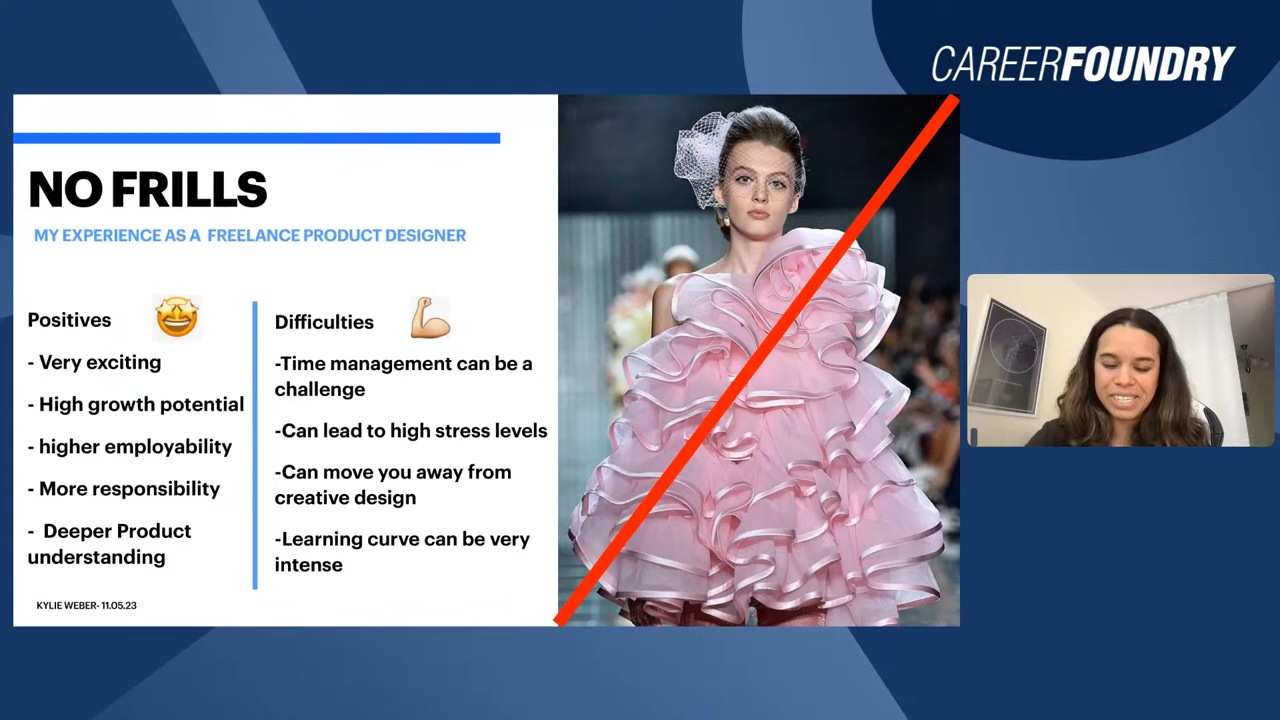 CAREERFOUNDRY
NO FRILLS
MY EXPERIENCE AS A FREELANCE PRODUCT DESIGNER
Positives
- Very exciting
- High growth potential
- higher employability
- More responsibility
- Deeper Product
understanding
Difficulties
-Time management can be a
challenge
-Can lead to high stress levels
-Can move you away from
creative design
-Learning curve can be very
intense
KYLIE WEBER- 11.05.23